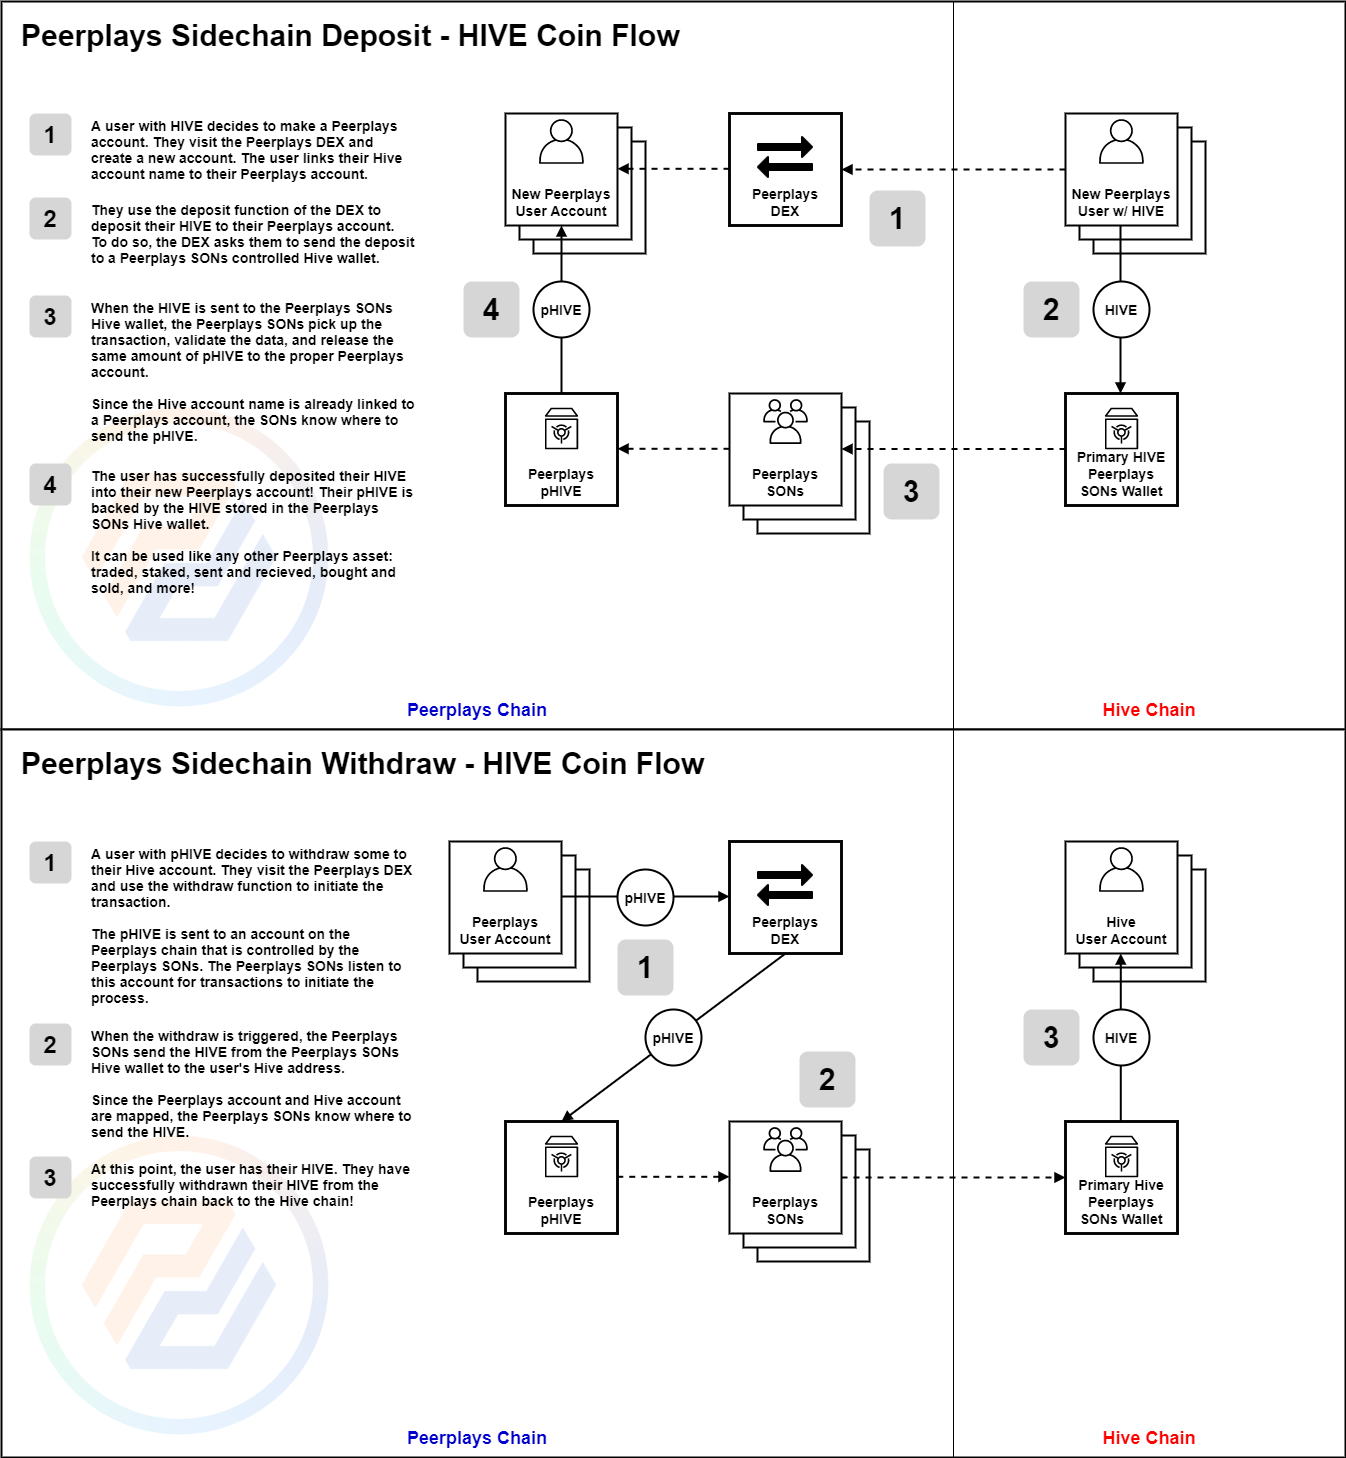 Peerplays Sidechain Deposit - HIVE Coin Flow
1
A user with HIVE decides to make a Peerplays
account. They visit the Peerplays DEX and
create a new account. The user links their Hive
account name to their Peerplays account.
2
They use the deposit function of the DEX to
deposit their HIVE to their Peerplays account.
To do so, the DEX asks them to send the deposit
to a Peerplays SONs controlled Hive wallet.
3
When the HIVE is sent to the Peerplays SONs
Hive wallet, the Peerplays SONs pick up the
transaction, validate the data, and release the
same amount of pHIVE to the proper Peerplays
account.
Since the Hive account name is already linked to
a Peerplays account, the SONs know where to
send the pHIVE.
4
The user has successfully deposited their HIVE
into their new Peerplays account! Their pHIVE is
backed by the HIVE stored in the Peerplays
SONs Hive wallet.
It can be used like any other Peerplays asset:
traded, staked, sent and recieved, bought and
sold, and more!
New Peerplays
User Account
Peerplays
DEX
1
New Peerplays
User w/ HIVE
4
pHIVE
2
HIVE
Peerplays
pHIVE
Peerplays
SONs
3
Primary HIVE
Peerplays
SONs Wallet
Peerplays Chain
Hive Chain
Peerplays Sidechain Withdraw - HIVE Coin Flow
1
A user with pHIVE decides to withdraw some to
their Hive account. They visit the Peerplays DEX
and use the withdraw function to initiate the
transaction.
The pHIVE is sent to an account on the
Peerplays chain that is controlled by the
Peerplays SONs. The Peerplays SONs listen to
this account for transactions to initiate the
process.
2
When the withdraw is triggered, the Peerplays
SONs send the HIVE from the Peerplays SONs
Hive wallet to the user's Hive address.
Since the Peerplays account and Hive account
are mapped, the Peerplays SONs know where to
send the HIVE.
3
At this point, the user has their HIVE. They have
successfully withdrawn their HIVE from the
Peerplays chain back to the Hive chain!
Peerplays
User Account
pHIVE
Peerplays
DEX
Hive
User Account
1
pHIVE
3
HIVE
2
Peerplays
pHIVE
Peerplays
SONs
Primary Hive
Peerplays
SONs Wallet
Peerplays Chain
Hive Chain